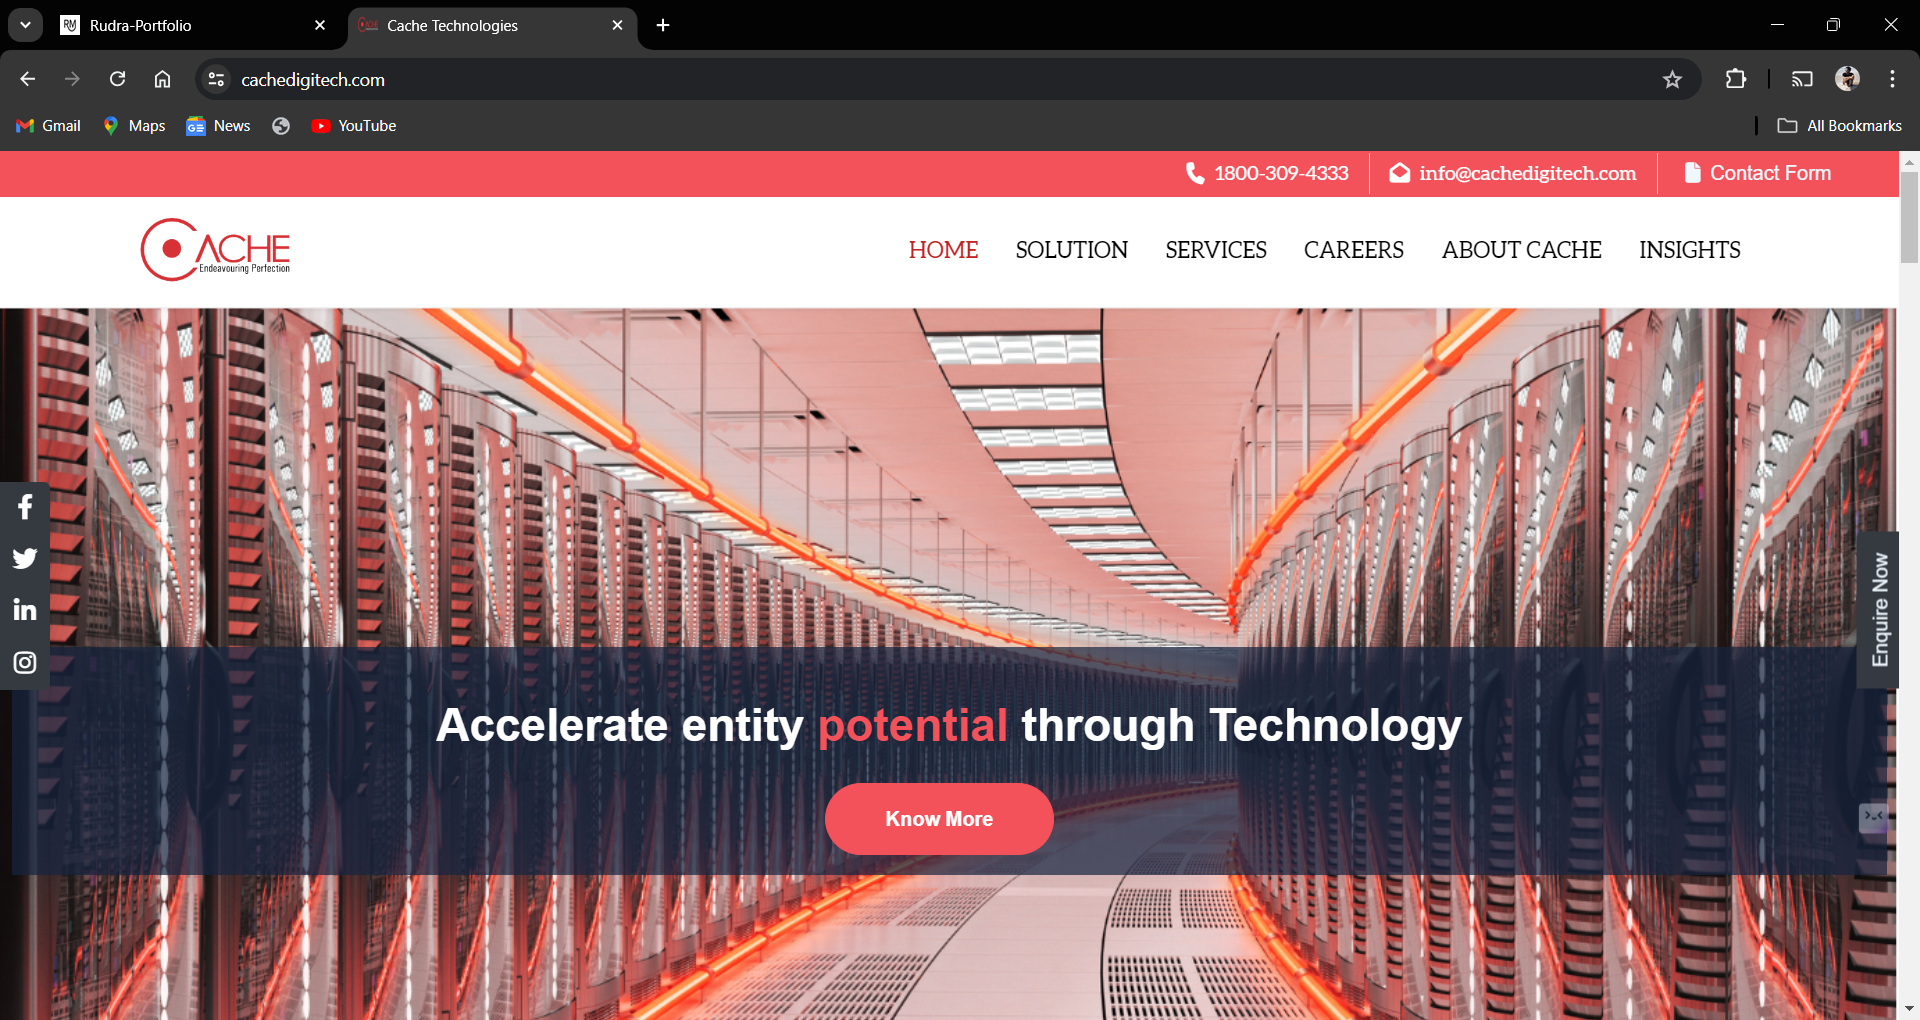 RM Rudra-Portfolio
Cache Technologies
cachedigitech.com
Gmail Maps News YouTube All Bookmarks
1800-309-4333 info@cachedigitech.com Contact Form
CACHE
Endeavouring Perfection
HOME SOLUTION SERVICES CAREERS ABOUT CACHE INSIGHTS
Enquire Now
Accelerate entity potential through Technology
Know More